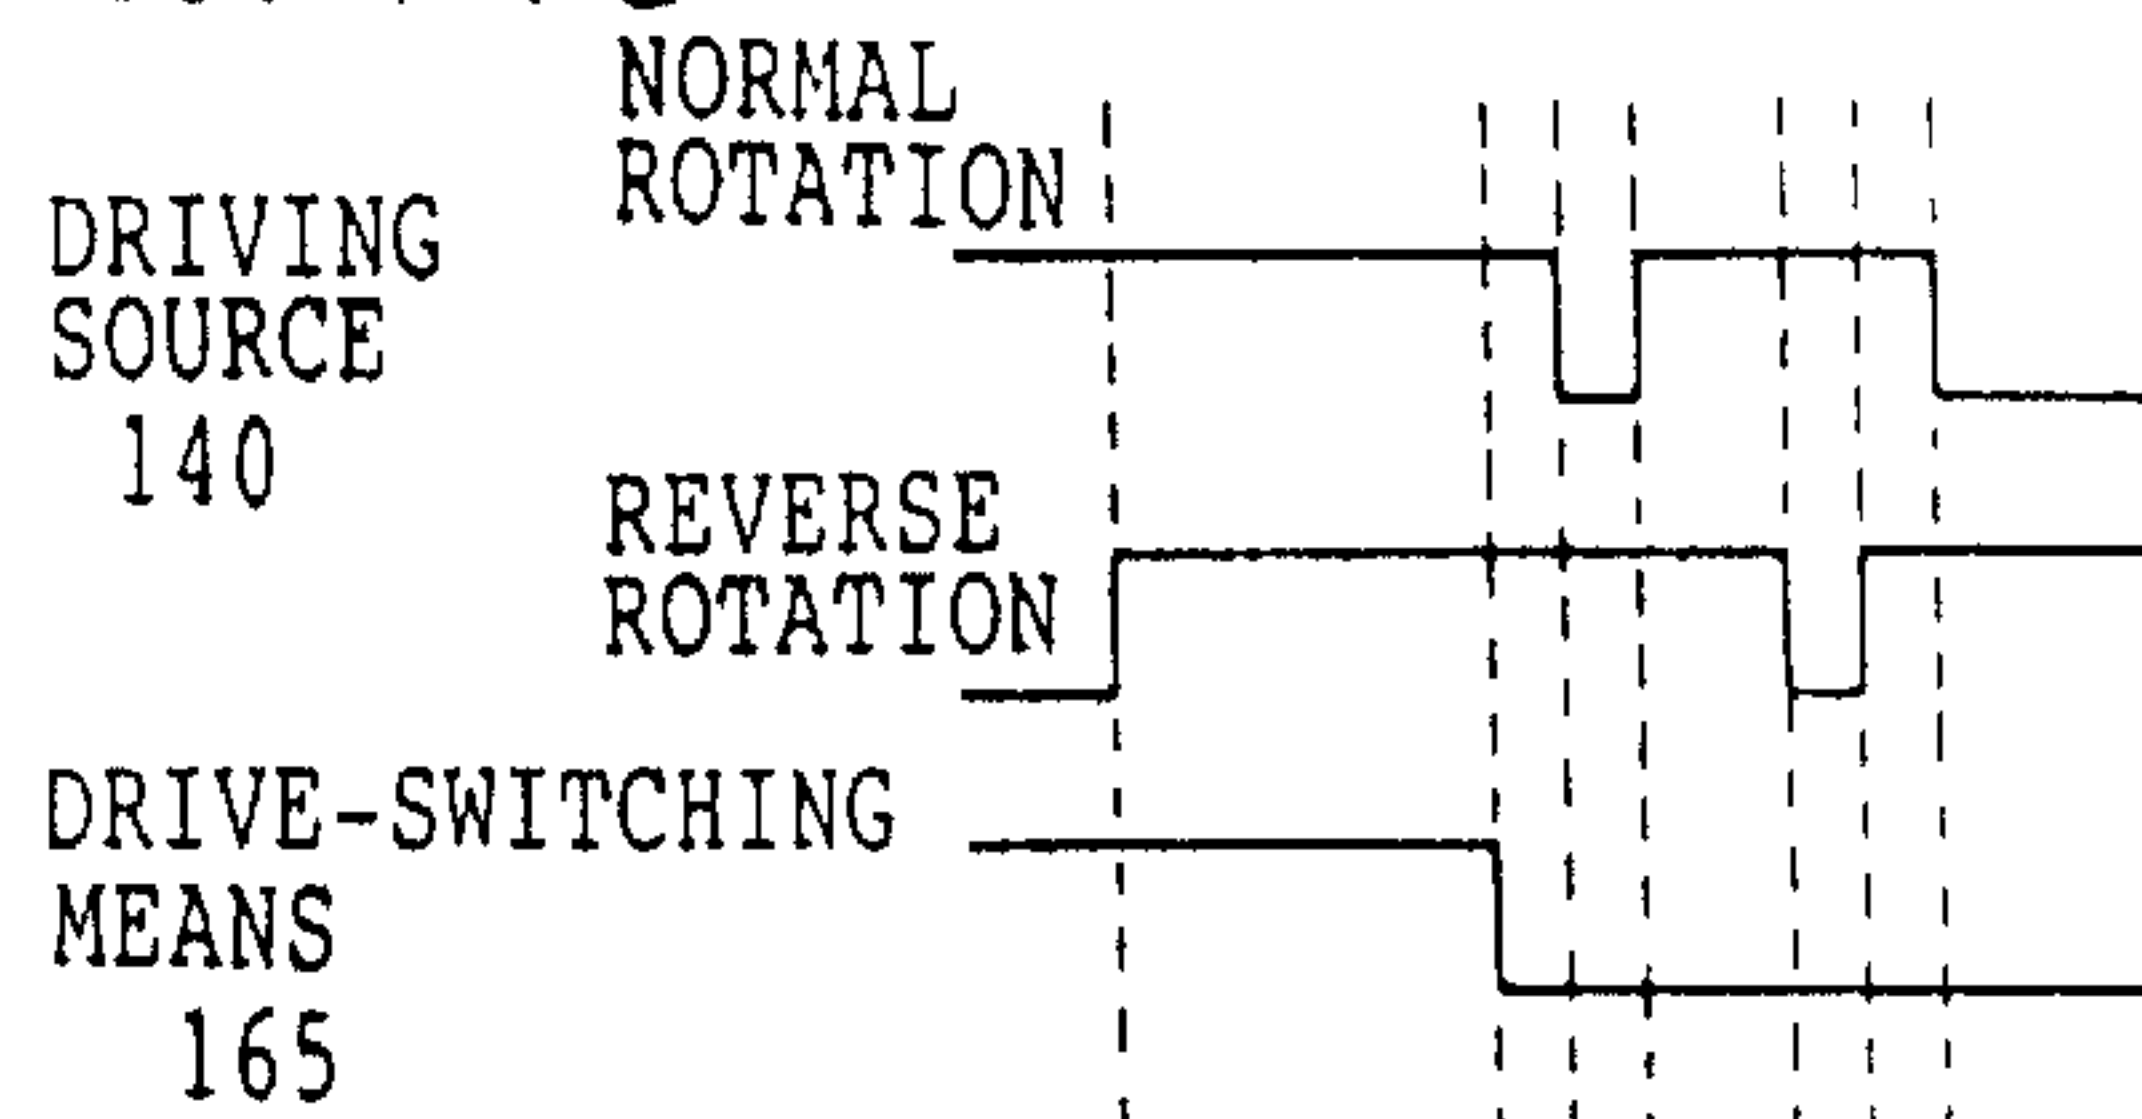 NORMAL
ROTATION
DRIVING
SOURCE
140
REVERSE
ROTATION
DRIVE-SWITCHING
MEANS
165